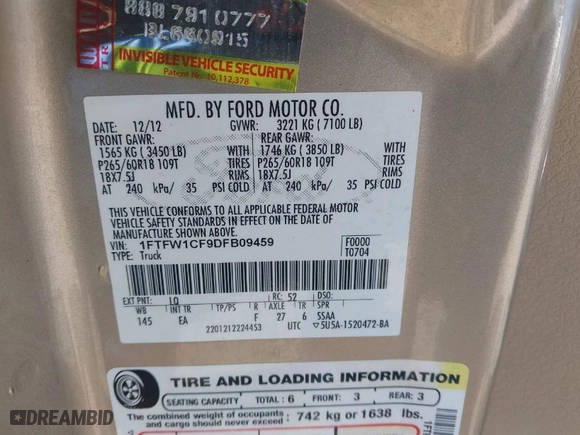 888 791 0777
INVISIBLE VEHICLE SECURITY
Patent No. 10,112,378
MFD. BY FORD MOTOR CO.
DATE: 12/12 GVWR: 3221 KG ( 7100 LB)
FRONT GAWR: REAR GAWR:
1565 KG ( 3450 LB) WITH 1746 KG ( 3850 LB) WITH
P265/60R18 109T TIRES P265/60R18 109T TIRES
18X7.5J RIMS 18X7.5J RIMS
AT 240 kPa/ 35 PSI COLD AT 240 kPa/ 35 PSI COLD
THIS VEHICLE CONFORMS TO ALL APPLICABLE FEDERAL MOTOR
VEHICLE SAFETY STANDARDS IN EFFECT ON THE DATE OF
MANUFACTURE SHOWN ABOVE.
VIN: 1FTFW1CF9DFB09459 F0000
TYPE: Truck T0704
EXT PNT: LQ RC: 52 DSO:
WB INT TR TP/PS R AXLE TR SPR
145 EA F 27 6 SSAA
2201212224453 UTC 5U5A-1520472-BA
TIRE AND LOADING INFORMATION
SEATING CAPACITY TOTAL: 6 FRONT: 3 REAR: 3
The combined weight of occupants
and cargo should never exceed 742 kg or 1638 lbs.
DREAMBID